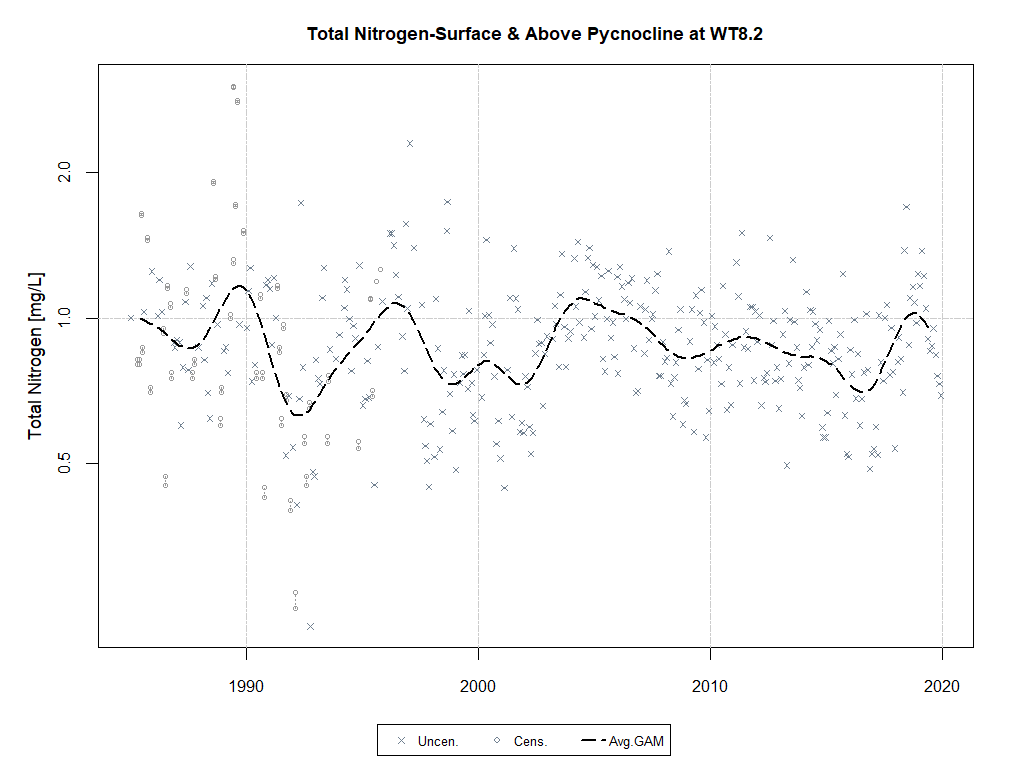 Total Nitrogen-Surface & Above Pycnocline at WT8.2
Total Nitrogen [mg/L]
2.0
1.0
0.5
1990 2000 2010 2020
Uncen. Cens. Avg.GAM